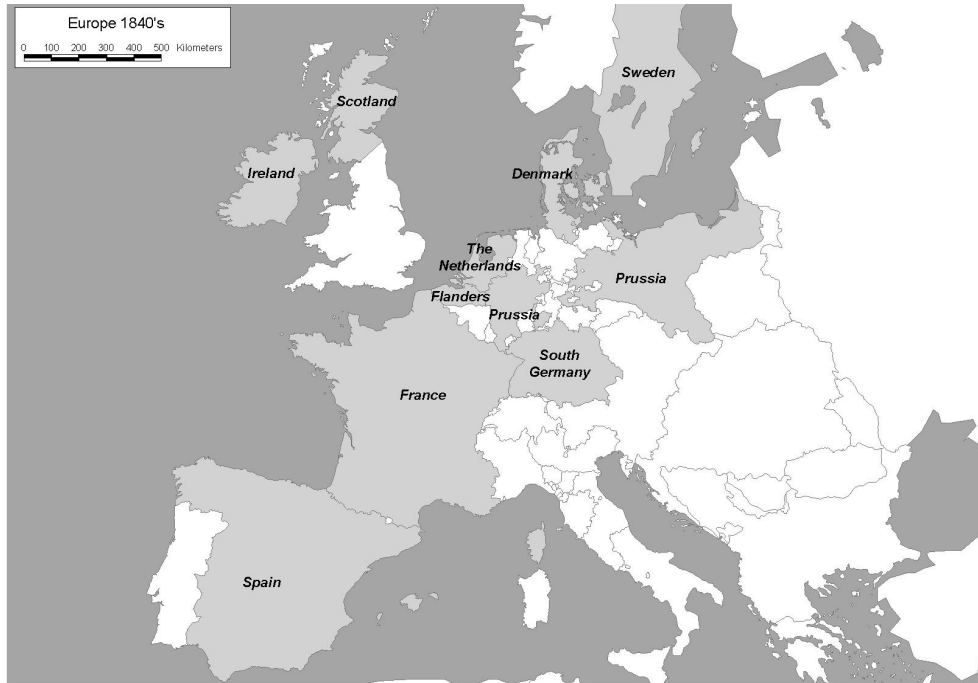 Europe 1840's
0 100 200 300 400 500 Kilometers
Sweden
Scotland
Ireland
Denmark
The
Netherlands
Prussia
Flanders
Prussia
South
Germany
France
Spain